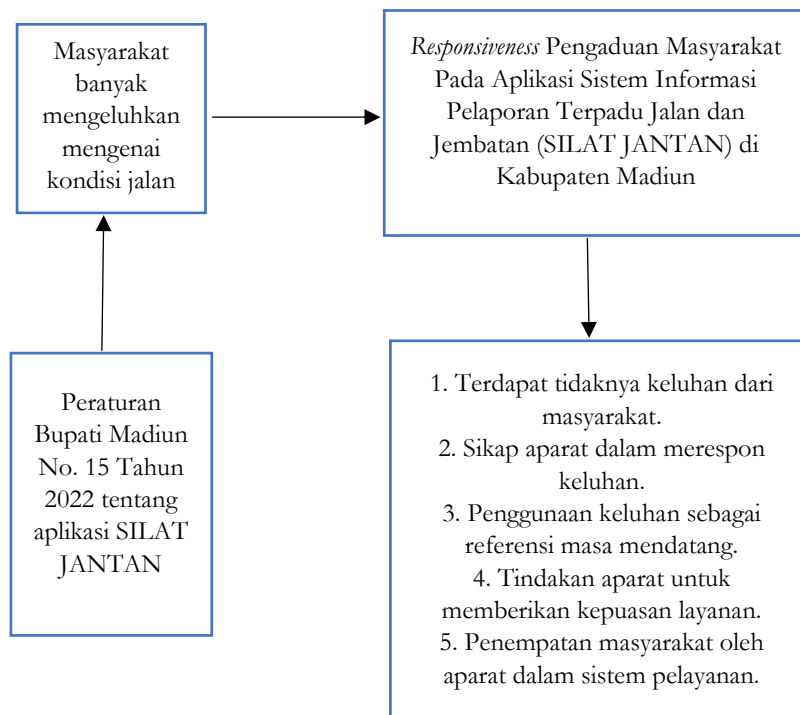 Masyarakat
banyak
mengeluhkan
mengenai
kondisi jalan
Responsiveness Pengaduan Masyarakat
Pada Aplikasi Sistem Informasi
Pelaporan Terpadu Jalan dan
Jembatan (SILAT JANTAN) di
Kabupaten Madiun
Peraturan
Bupati Madiun
No. 15 Tahun
2022 tentang
aplikasi SILAT
JANTAN
1. Terdapat tidaknya keluhan dari
masyarakat.
2. Sikap aparat dalam merespon
keluhan.
3. Penggunaan keluhan sebagai
referensi masa mendatang.
4. Tindakan aparat untuk
memberikan kepuasan layanan.
5. Penempatan masyarakat oleh
aparat dalam sistem pelayanan.